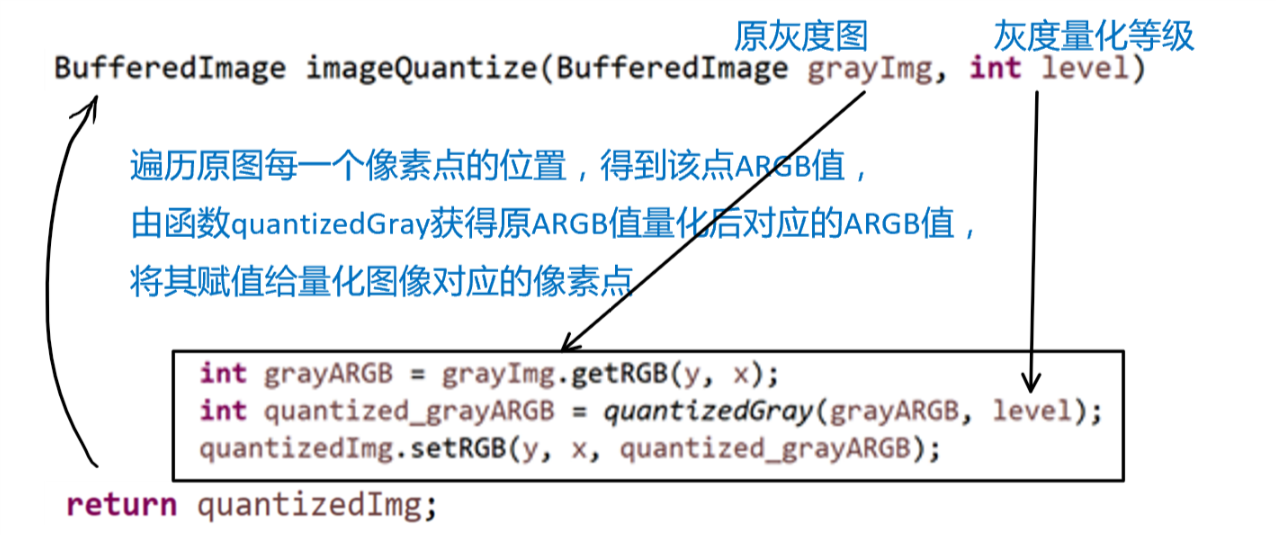 原灰度图 灰度量化等级
BufferedImage imageQuantize(BufferedImage grayImg, int level)
遍历原图每一个像素点的位置，得到该点ARGB值，
由函数quantizedGray获得原ARGB值量化后对应的ARGB值，
将其赋值给量化图像对应的像素点
int grayARGB = grayImg.getRGB(y, x);
int quantized_grayARGB = quantizedGray(grayARGB, level);
quantizedImg.setRGB(y, x, quantized_grayARGB);
return quantizedImg;